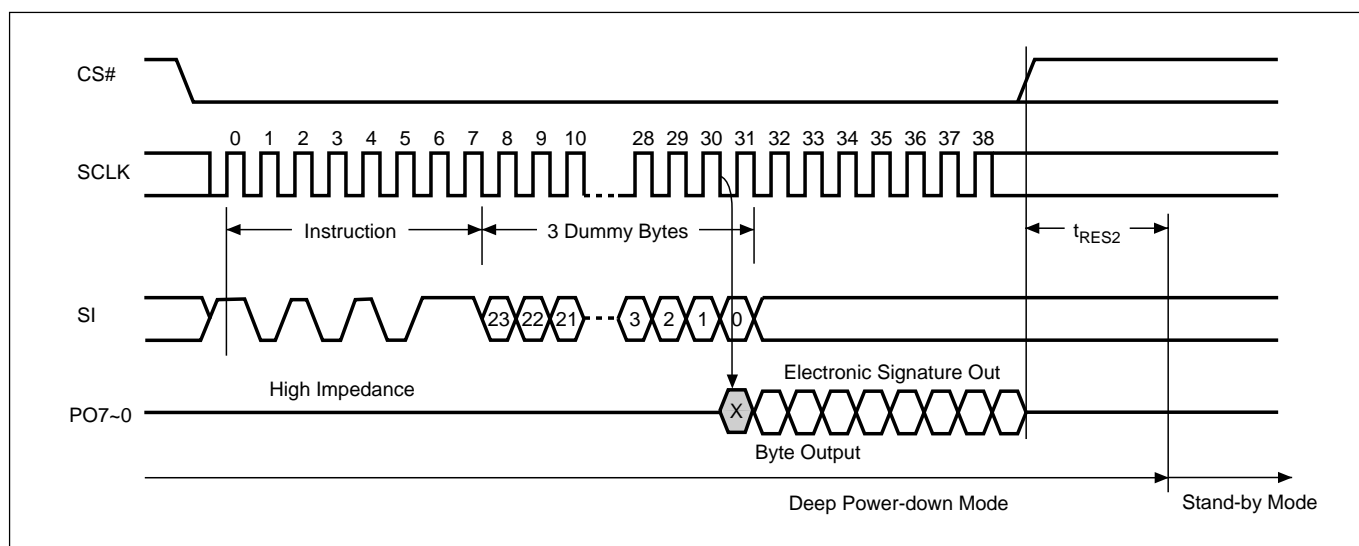 CS#
0 1 2 3 4 5 6 7 8 9 10 28 29 30 31 32 33 34 35 36 37 38
SCLK
Instruction 3 Dummy Bytes tRES2
SI
23 22 21 3 2 1 0
High Impedance Electronic Signature Out
PO7~0 X
Byte Output
Deep Power-down Mode Stand-by Mode